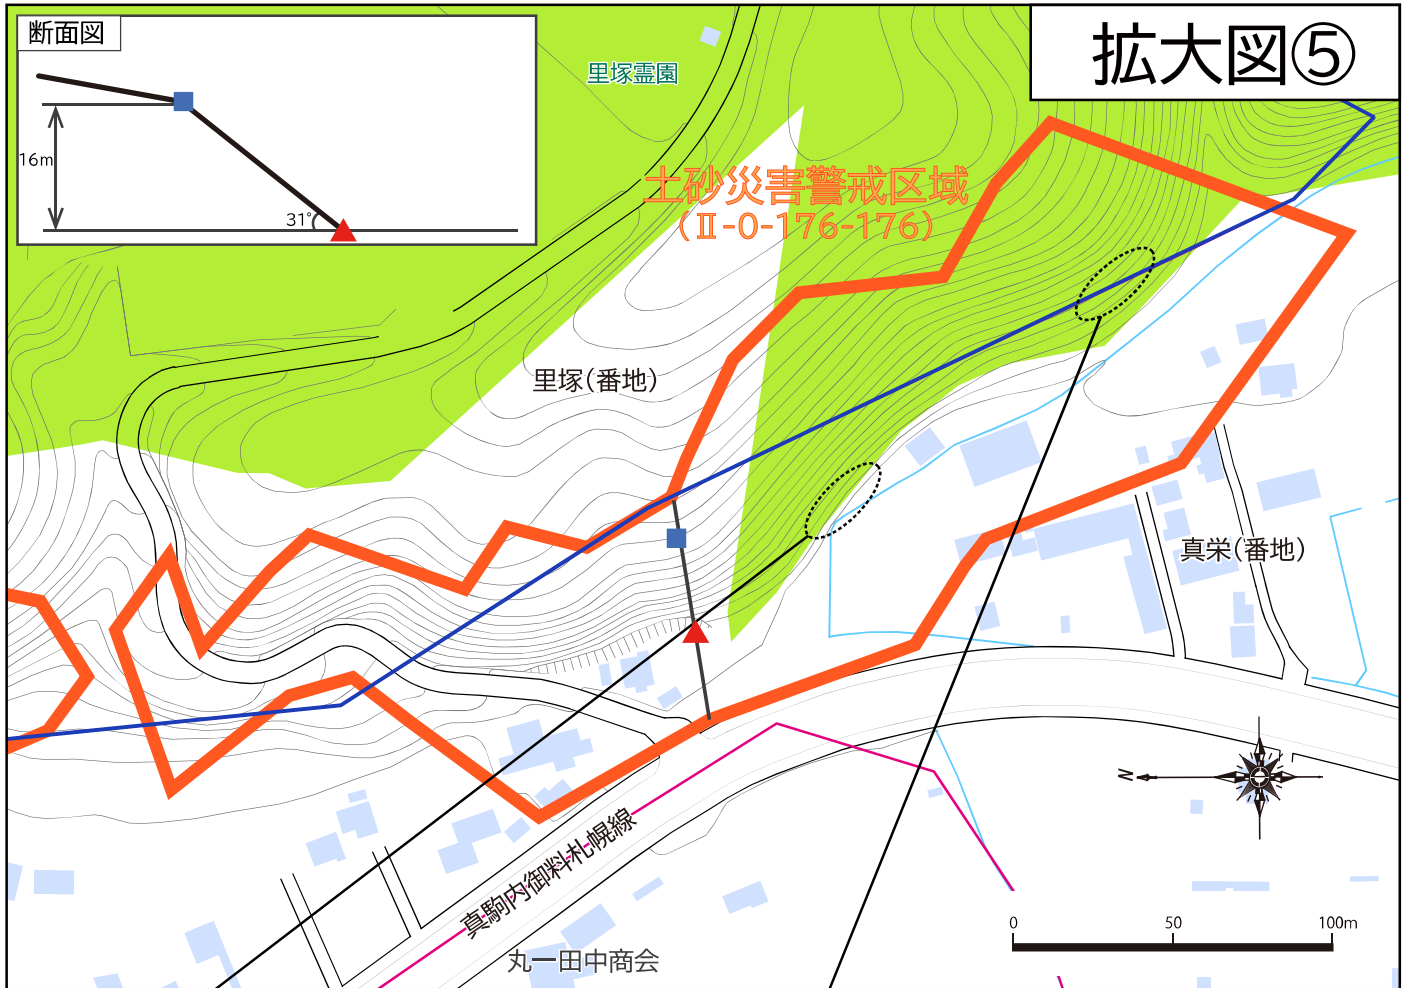 断面図
16m
31°
拡大図⑤
里塚霊園
土砂災害警戒区域
(Ⅱ-0-176-176)
里塚(番地)
真栄(番地)
N
真駒内御料札幌線
丸一田中商会
0 50 100m